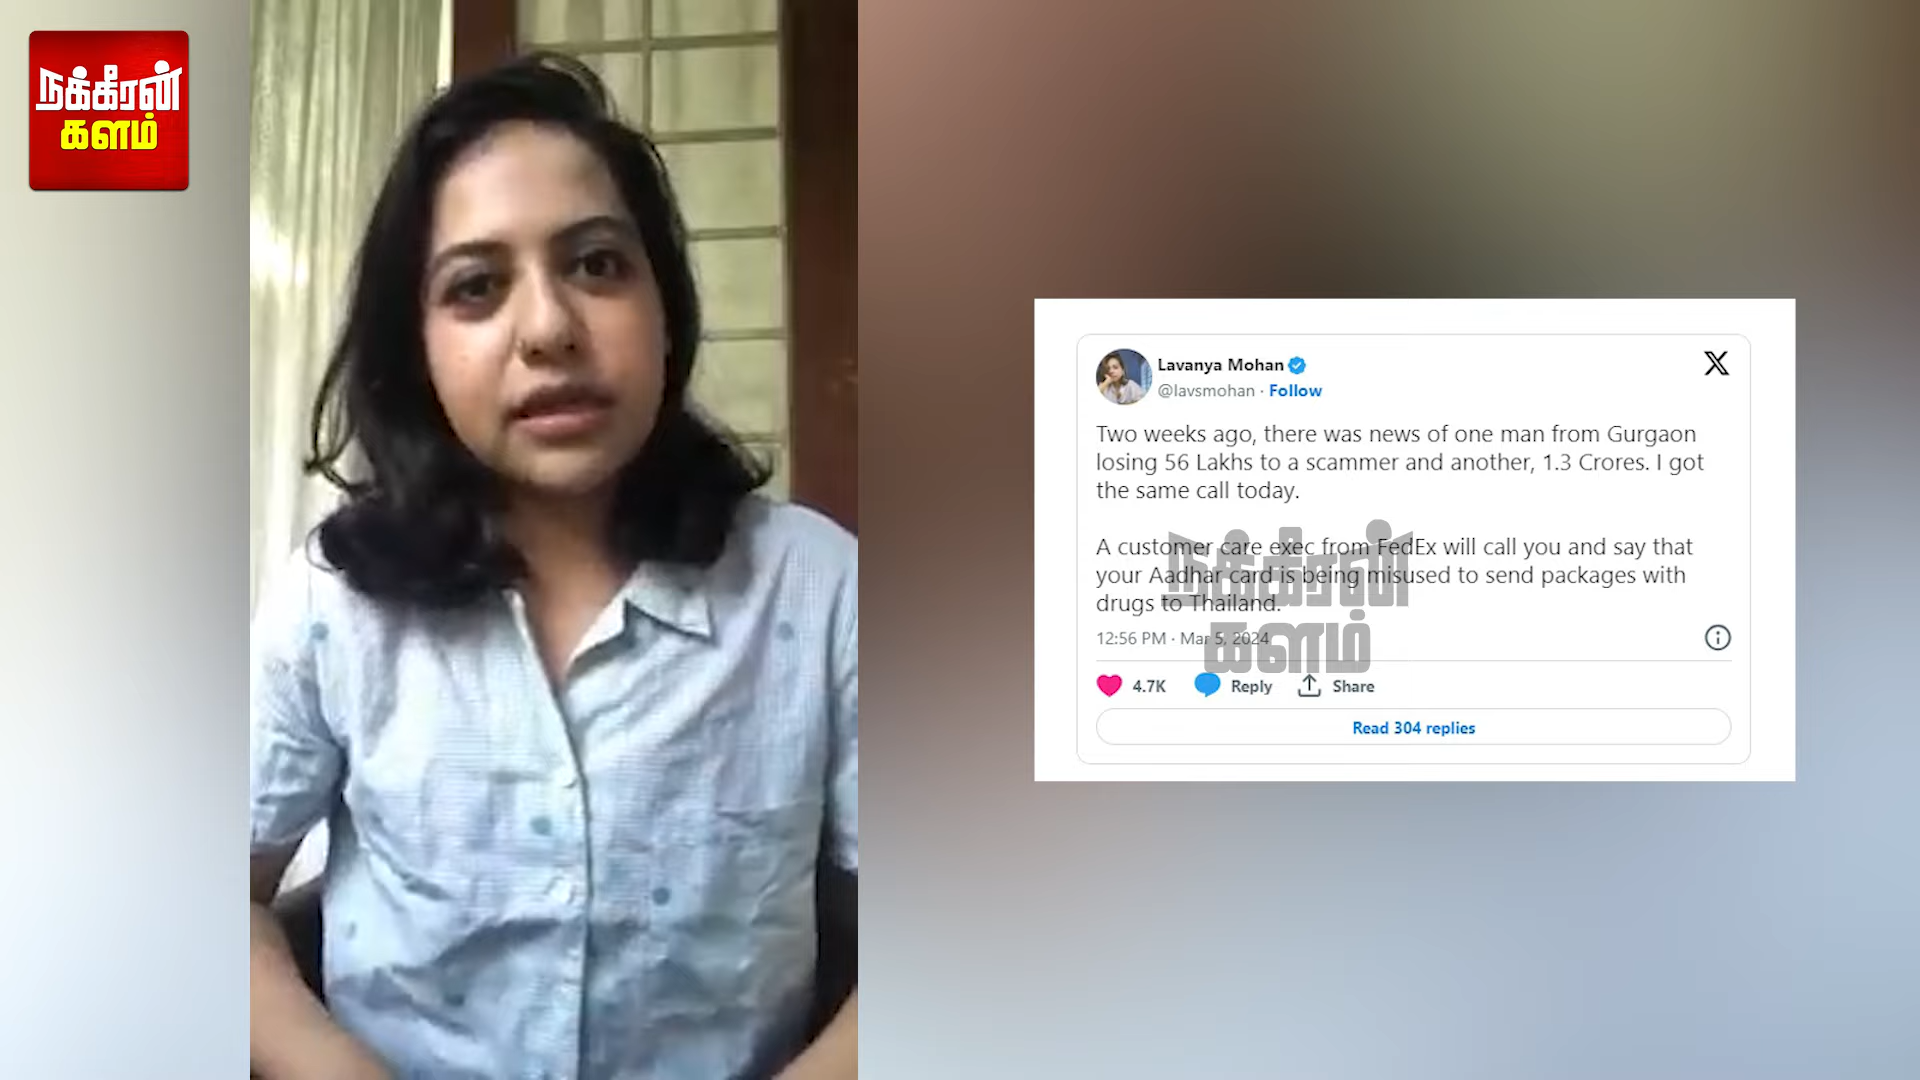 நக்கீரன்
களம்
Lavanya Mohan
@lavsmohan · Follow
X
Two weeks ago, there was news of one man from Gurgaon
losing 56 Lakhs to a scammer and another, 1.3 Crores. I got
the same call today.
A customer care exec from FedEx will call you and say that
your Aadhar card is being misused to send packages with
drugs to Thailand.
நக்கீரன்
களம்
12:56 PM · Mar 5, 2024
4.7K Reply Share
Read 304 replies